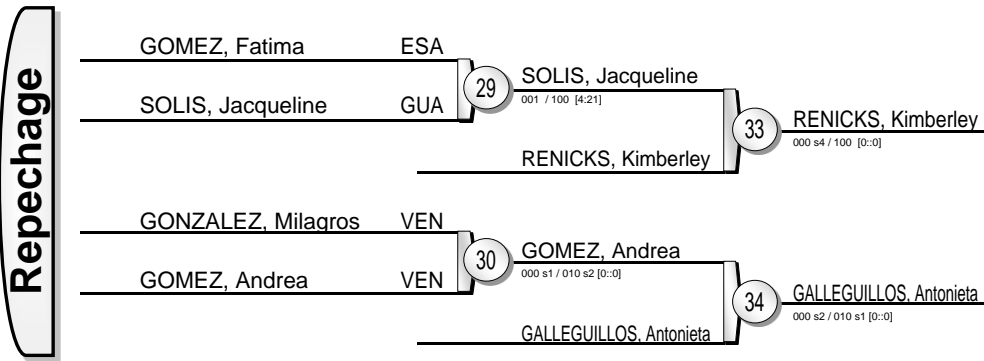 Repechage
GOMEZ, Fatima ESA
SOLIS, Jacqueline GUA
29
SOLIS, Jacqueline
001 / 100 [4:21]
RENICKS, Kimberley
33
RENICKS, Kimberley
000 s4 / 100 [0::0]
GONZALEZ, Milagros VEN
GOMEZ, Andrea VEN
30
GOMEZ, Andrea
000 s1 / 010 s2 [0::0]
GALLEGUILLOS, Antonieta
34
GALLEGUILLOS, Antonieta
000 s2 / 010 s1 [0::0]